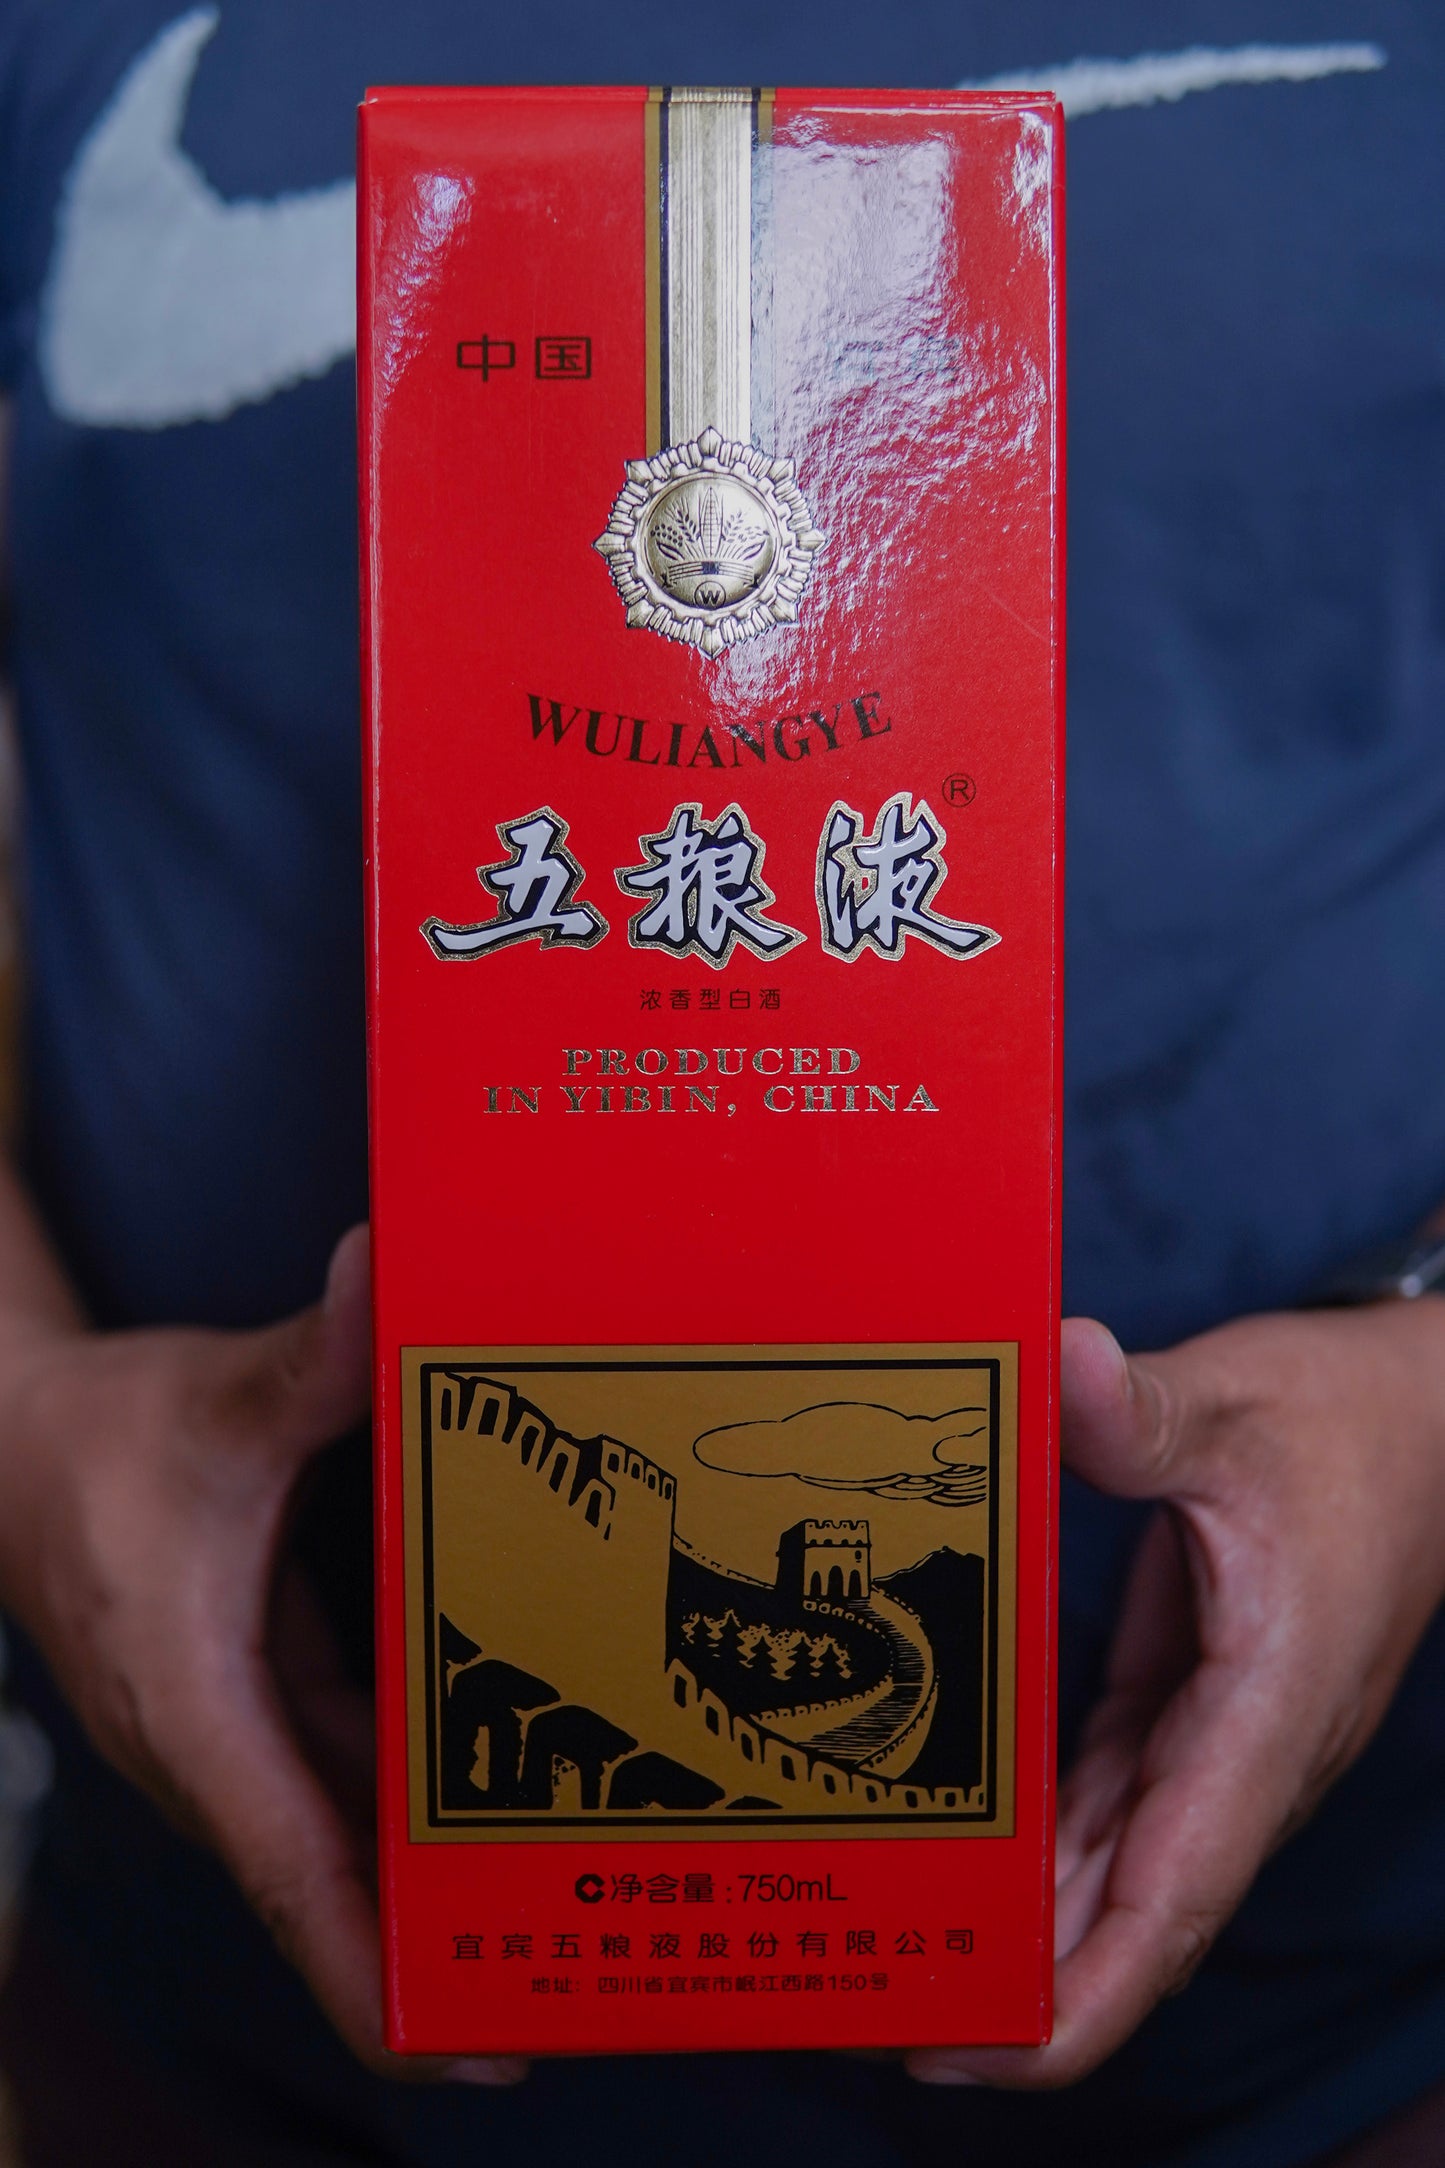 中国
W
WULIANGYE
®
五粮液
浓香型白酒
PRODUCED
IN YIBIN, CHINA
净含量:750mL
宜宾五粮液股份有限公司
地址: 四川省宜宾市岷江西路150号